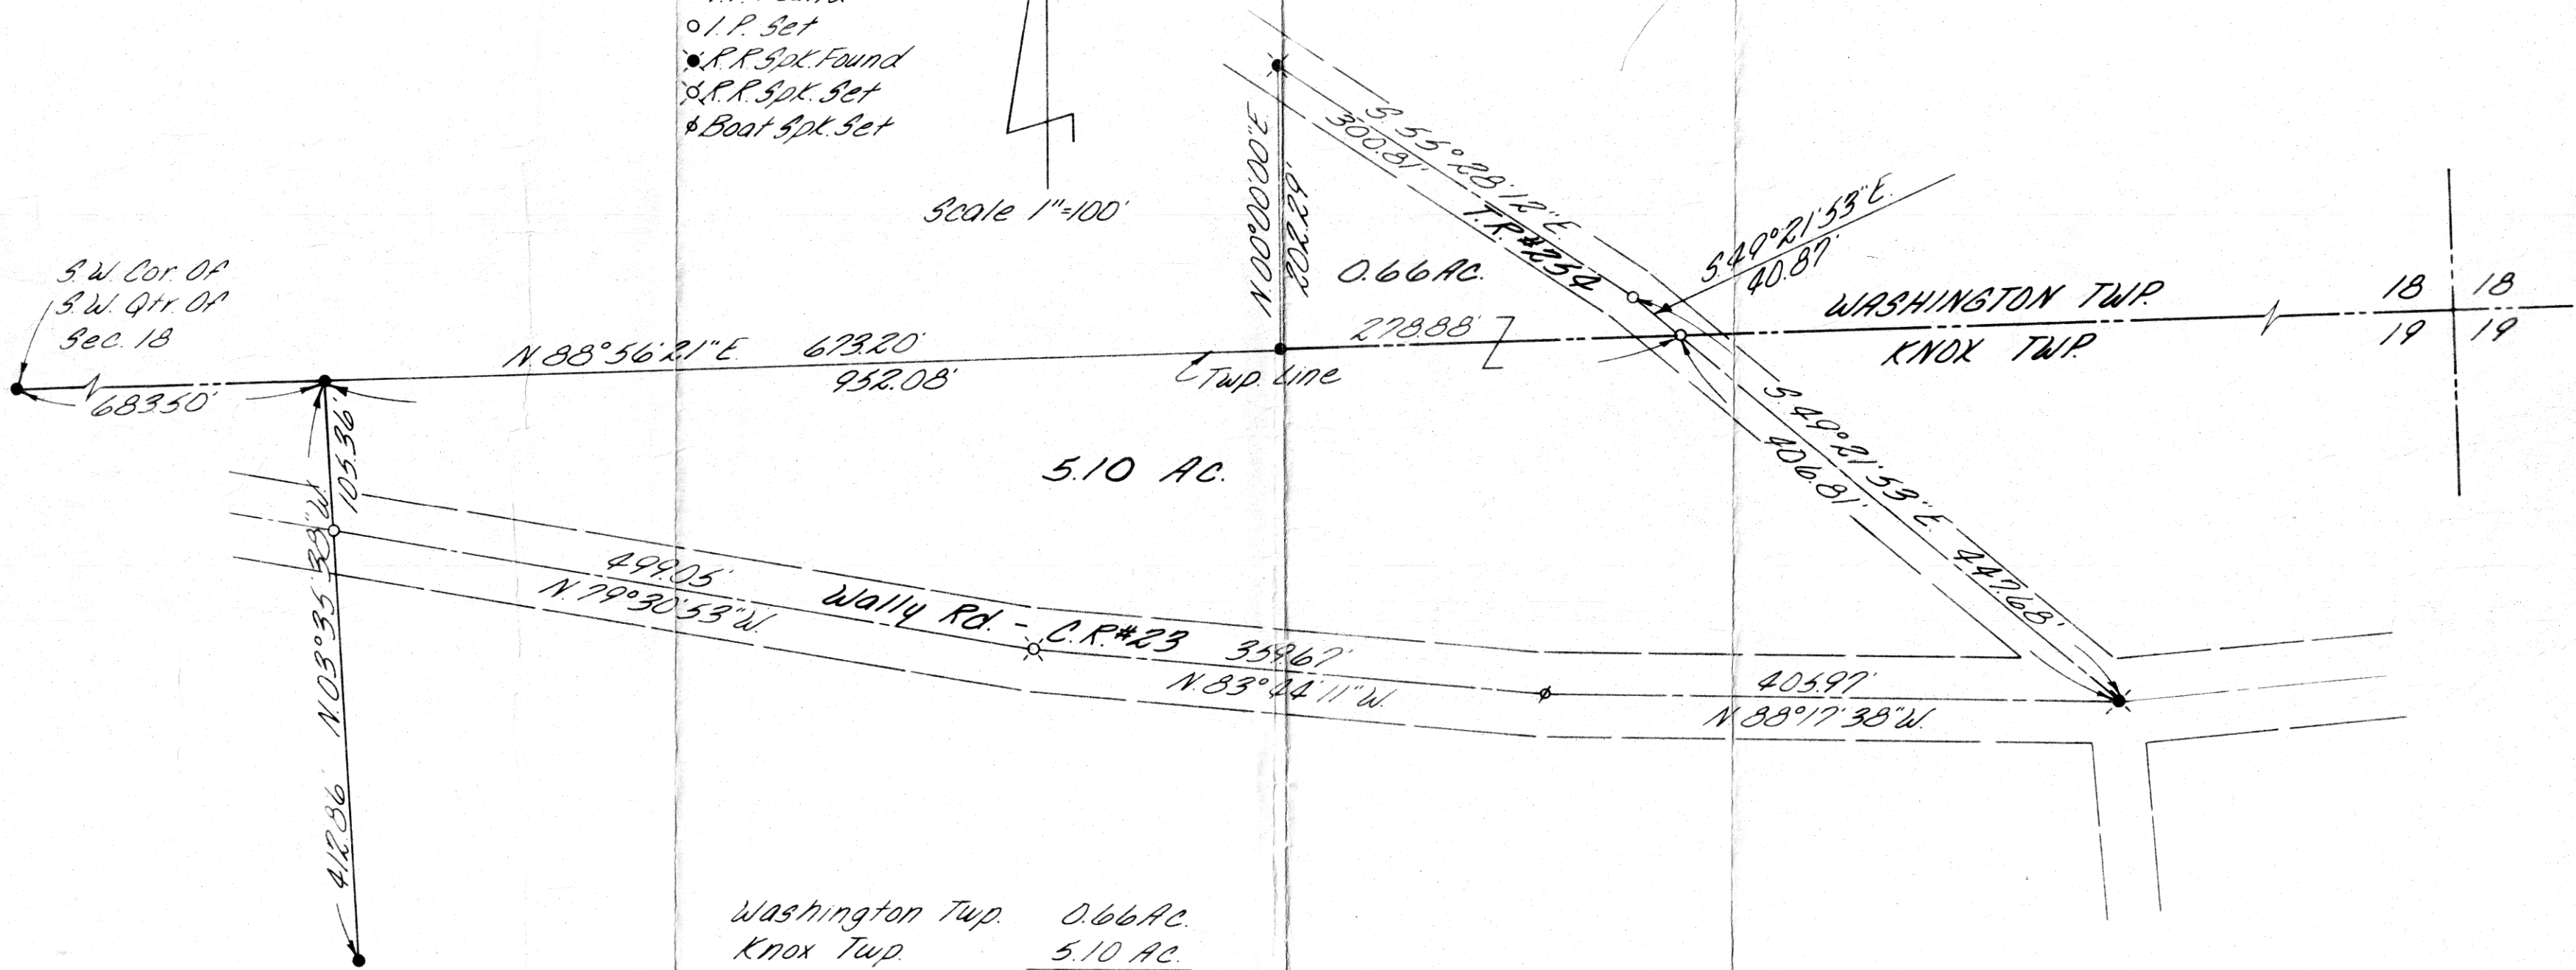 o I.P. Set
R.R. Spk. Found
R.R. Spk. Set
Boat Spk. Set
Scale 1"=100'
S.W. Cor. Of
S.W. Qtr. Of
Sec. 18
683.50'
N. 88° 56' 21" E. 673.20'
952.08'
Twp. Line
N. 00° 00' 00" E.
202.29'
S. 55° 28' 12" E.
300.81'
T.R. #254
0.66 Ac.
278.88'
S. 49° 21' 53" E.
40.87'
WASHINGTON TWP.
KNOX TWP.
18 18
19 19
S. 49° 21' 53" E. 447.68'
406.81'
5.10 Ac.
105.36'
412.86' N. 03° 35' 38" W.
499.05'
N. 79° 30' 53" W.
Wally Rd. - C.R. #23
359.67'
N. 83° 44' 11" W.
405.97'
N. 88° 17' 38" W.
Washington Twp. 0.66 Ac.
Knox Twp. 5.10 Ac.